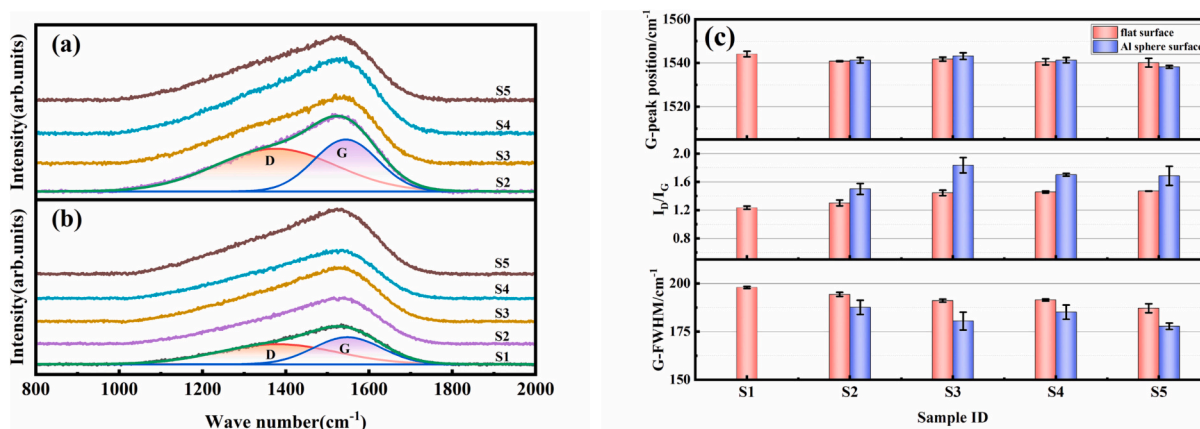 (a)
Intensity(arb.units)
S5
S4
S3
S2
D
G
(b)
Intensity(arb.units)
S5
S4
S3
S2
S1
D
G
800 1000 1200 1400 1600 1800 2000
Wave number(cm-1)
(c)
flat surface
Al sphere surface
G-peak position/cm-1
1560
1540
1520
ID/IG
2.0
1.6
1.2
0.8
G-FWHM/cm-1
200
175
150
S1 S2 S3 S4 S5
Sample ID